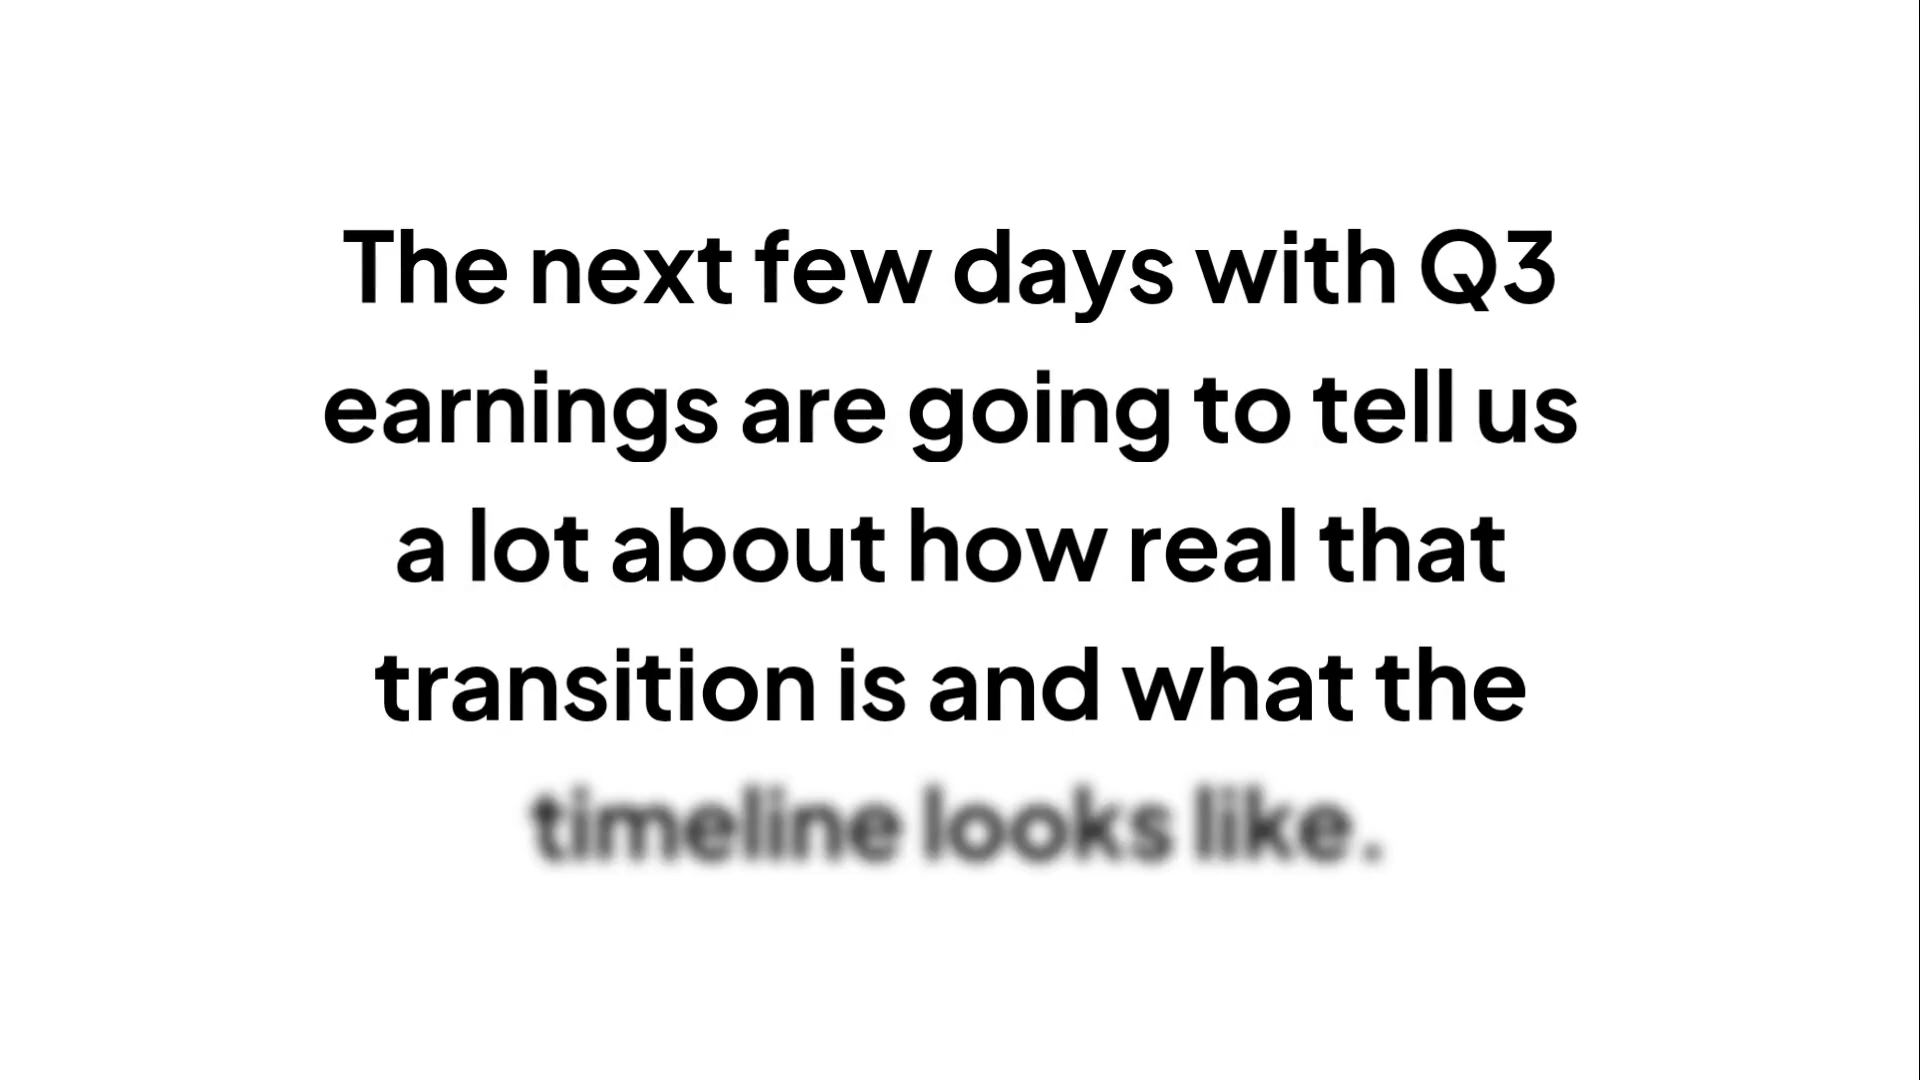 The next few days with Q3
earnings are going to tell us
a lot about how real that
transition is and what the
timeline looks like.